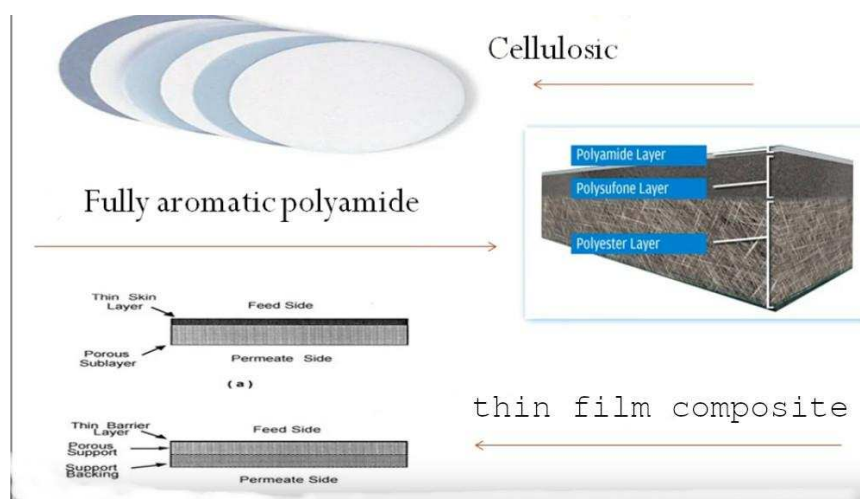 Cellulosic
Polyamide Layer
Polysufone Layer
Polyester Layer
Fully aromatic polyamide
Thin Skin
Layer
Feed Side
Porous
Sublayer
Permeate Side
(a)
thin film composite
Thin Barrier
Layer
Feed Side
Porous
Support
Support
Backing
Permeate Side